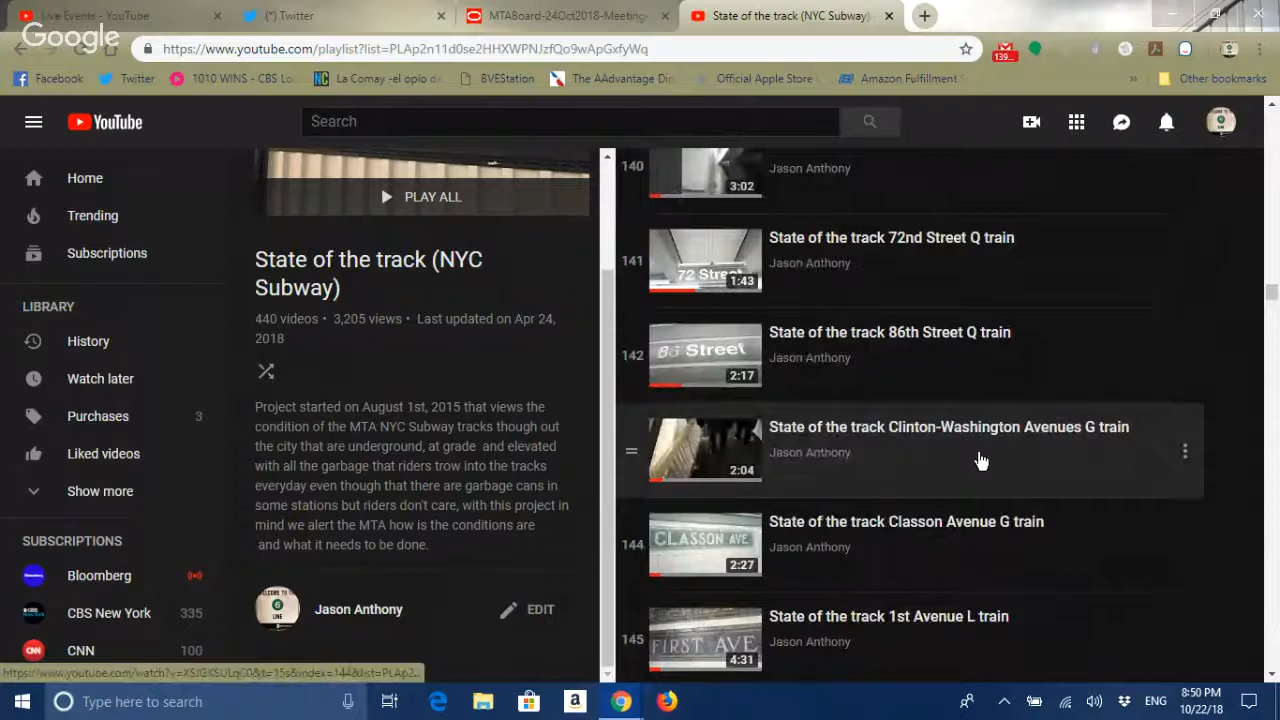 Live Events - YouTube
(*) Twitter
MTABoard-24Oct2018-Meeting-
State of the track (NYC Subway)
Google
https://www.youtube.com/playlist?list=PLAp2n11d0se2HHXWPNJzfQo9wApGxfyWq
139...
Facebook
Twitter
1010 WINS - CBS Lo
La Comay -el opio de
BVEStation
The AAdvantage Din
Official Apple Store
Amazon Fulfillment S
»
Other bookmarks
YouTube
Search
Home
Trending
Subscriptions
LIBRARY
History
Watch later
Purchases 3
Liked videos
Show more
SUBSCRIPTIONS
Bloomberg
CBS New York 335
CNN 100
PLAY ALL
State of the track (NYC
Subway)
440 videos • 3,205 views • Last updated on Apr 24,
2018
Project started on August 1st, 2015 that views the
condition of the MTA NYC Subway tracks though out
the city that are underground, at grade and elevated
with all the garbage that riders trow into the tracks
everyday even though that there are garbage cans in
some stations but riders don't care, with this project in
mind we alert the MTA how is the conditions are
and what it needs to be done.
Jason Anthony
EDIT
140
3:02
Jason Anthony
141
72 Street
1:43
State of the track 72nd Street Q train
Jason Anthony
142
86 Street
2:17
State of the track 86th Street Q train
Jason Anthony
2:04
State of the track Clinton-Washington Avenues G train
Jason Anthony
144
CLASSON AVE
2:27
State of the track Classon Avenue G train
Jason Anthony
145
FIRST AVE
4:31
State of the track 1st Avenue L train
Jason Anthony
Type here to search
ENG
8:50 PM
10/22/18